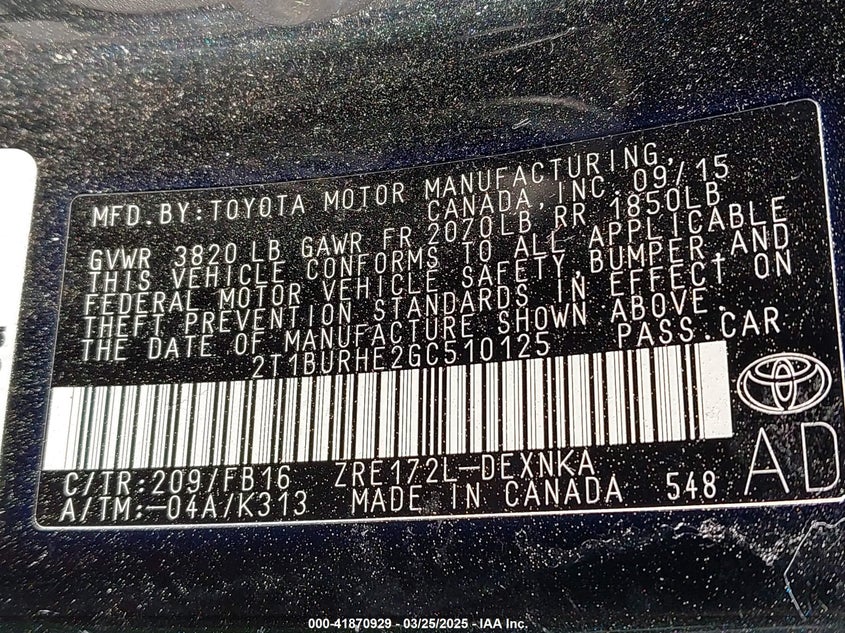 MFD.BY:TOYOTA MOTOR MANUFACTURING,
CANADA,INC. 09/15
GVWR 3820 LB GAWR FR 2070LB RR 1850LB
THIS VEHICLE CONFORMS TO ALL APPLICABLE
FEDERAL MOTOR VEHICLE SAFETY,BUMPER,AND
THEFT PREVENTION STANDARDS IN EFFECT ON
THE DATE OF MANUFACTURE SHOWN ABOVE.
2T1BURHE2GC510125 PASS.CAR
C/TR:209/FB16 ZRE172L-DEXNKA
A/TM:-04A/K313 MADE IN CANADA 548
AD
000-41870929 - 03/25/2025 - IAA Inc.